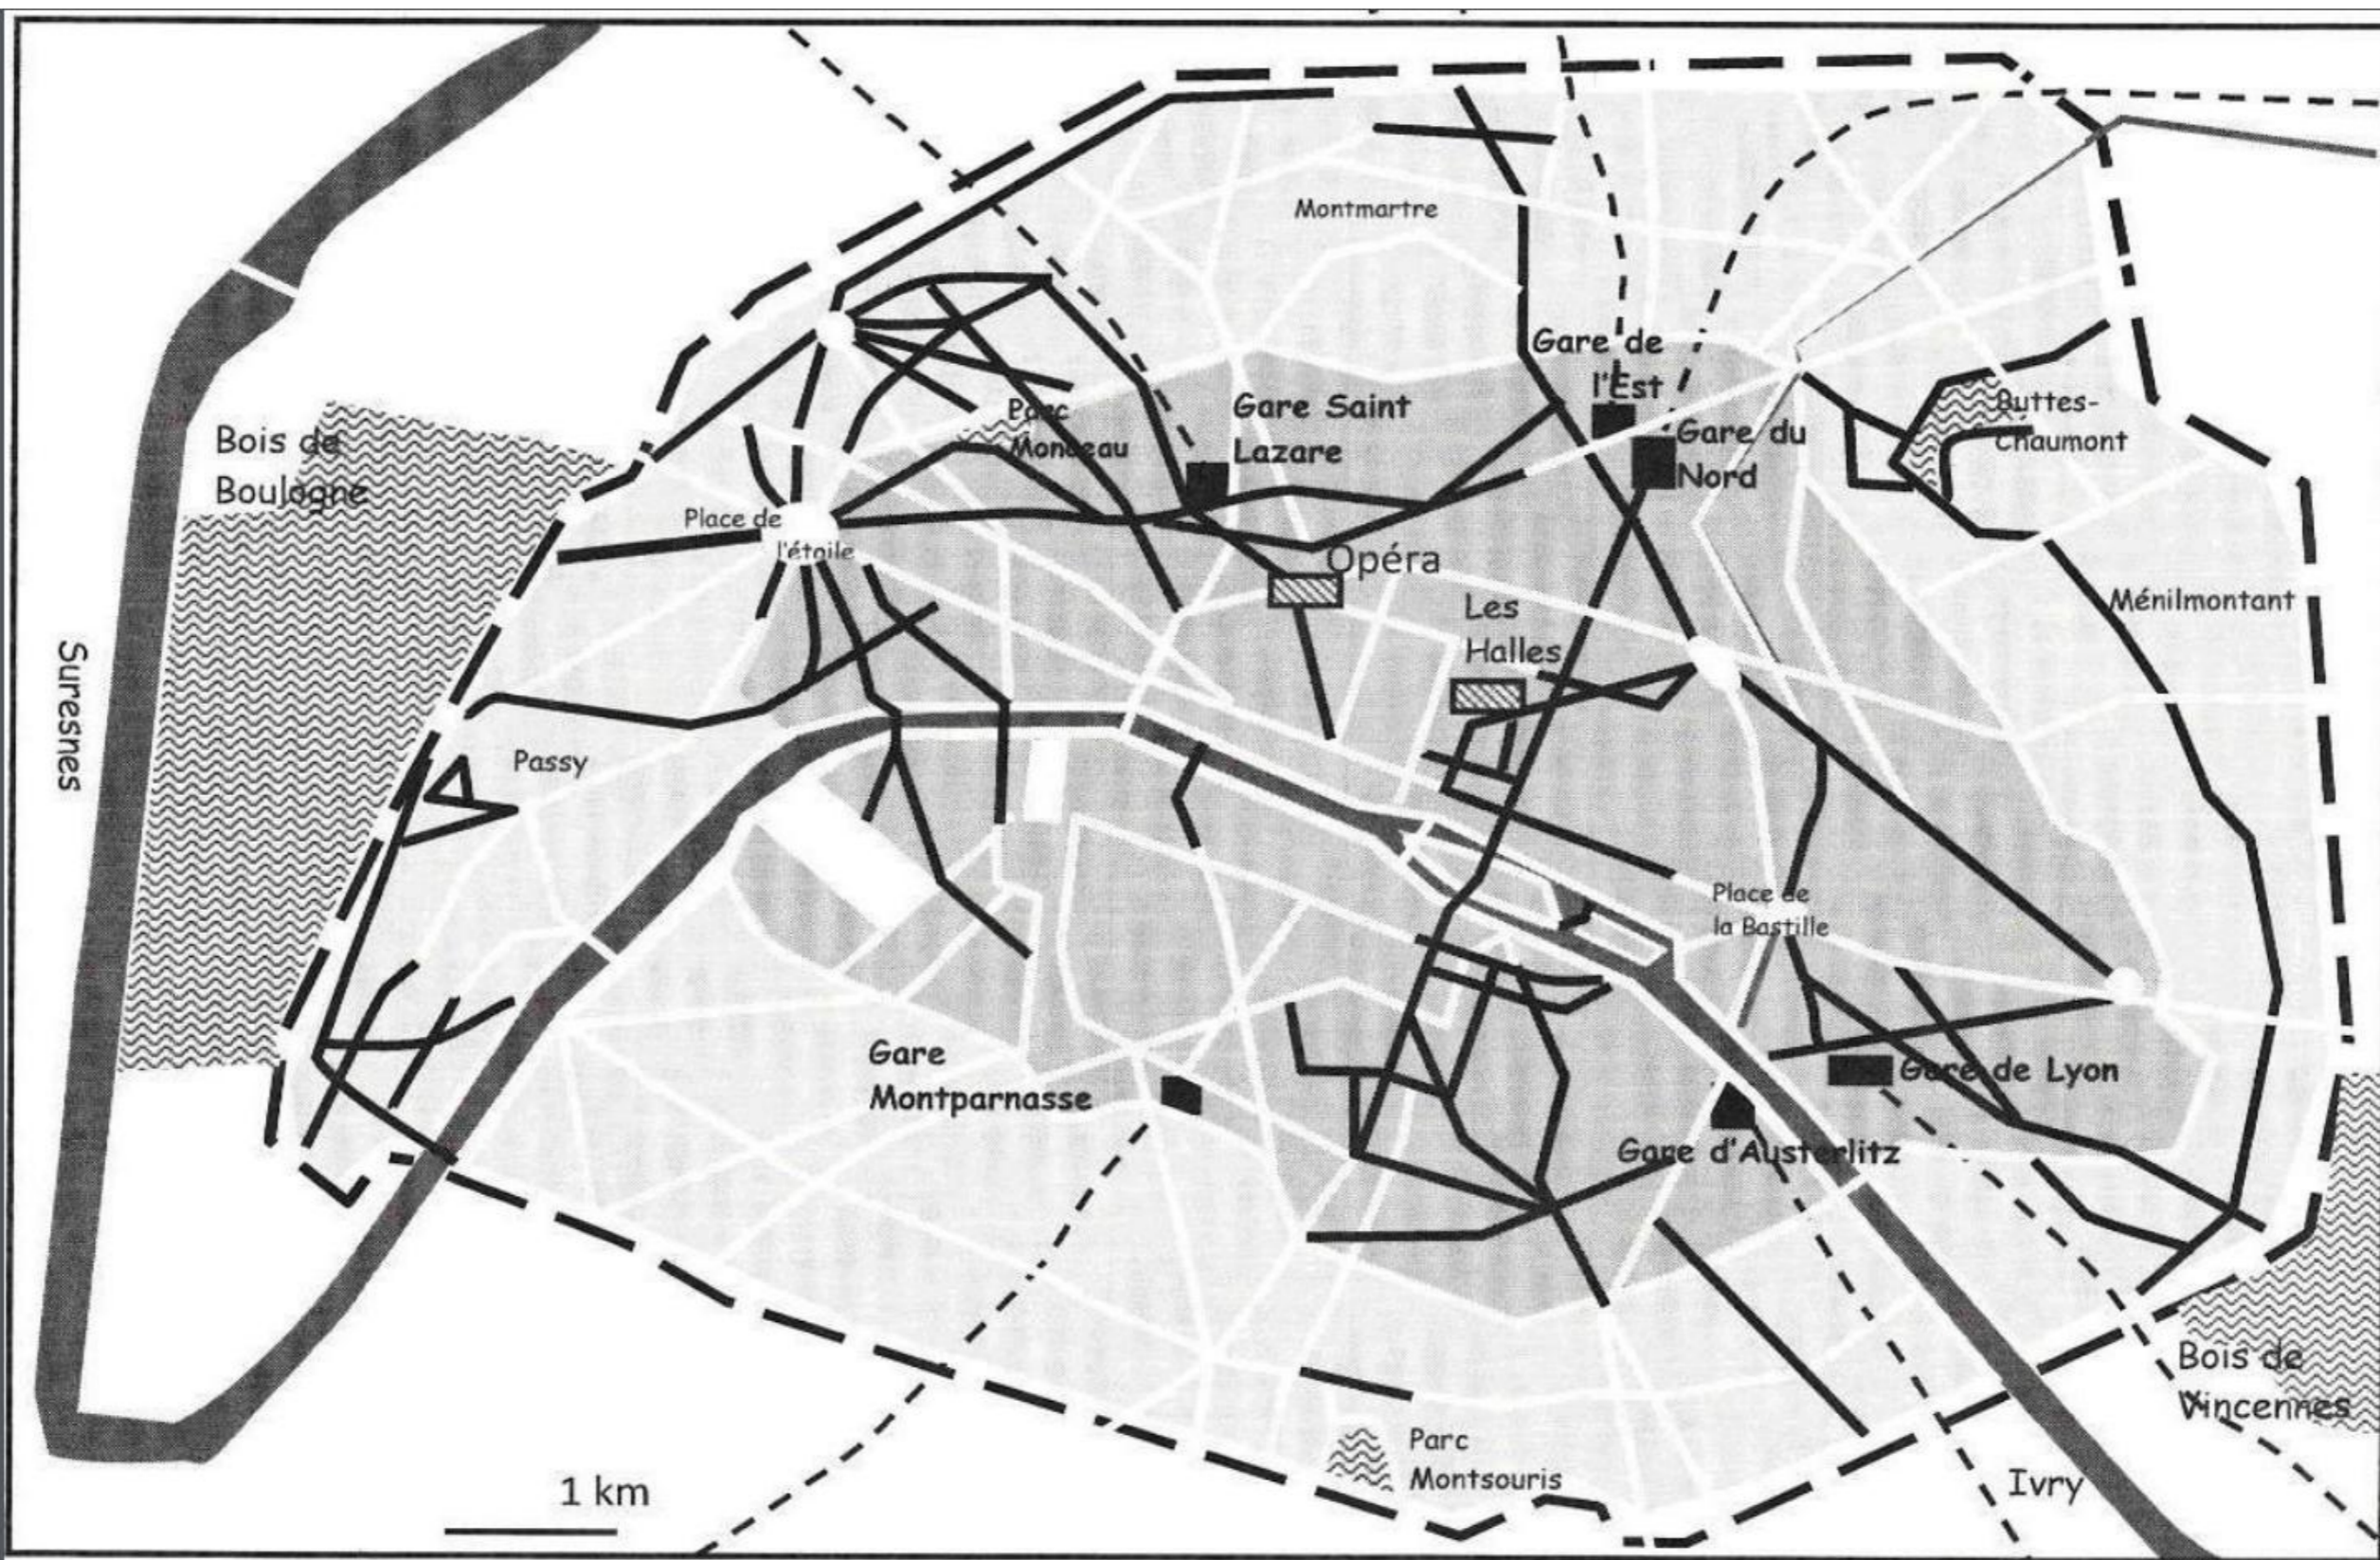 Montmartre
Gare de
l'Est
Buttes-
Chaumont
Bois de
Boulogne
Parc
Monceau
Gare Saint
Lazare
Gare du
Nord
Place de
l'étoile
Opéra
Les
Halles
Ménilmontant
Suresnes
Passy
Place de
la Bastille
Gare
Montparnasse
Gare de Lyon
Gare d'Austerlitz
Bois de
Vincennes
Parc
Montsouris
Ivry
1 km